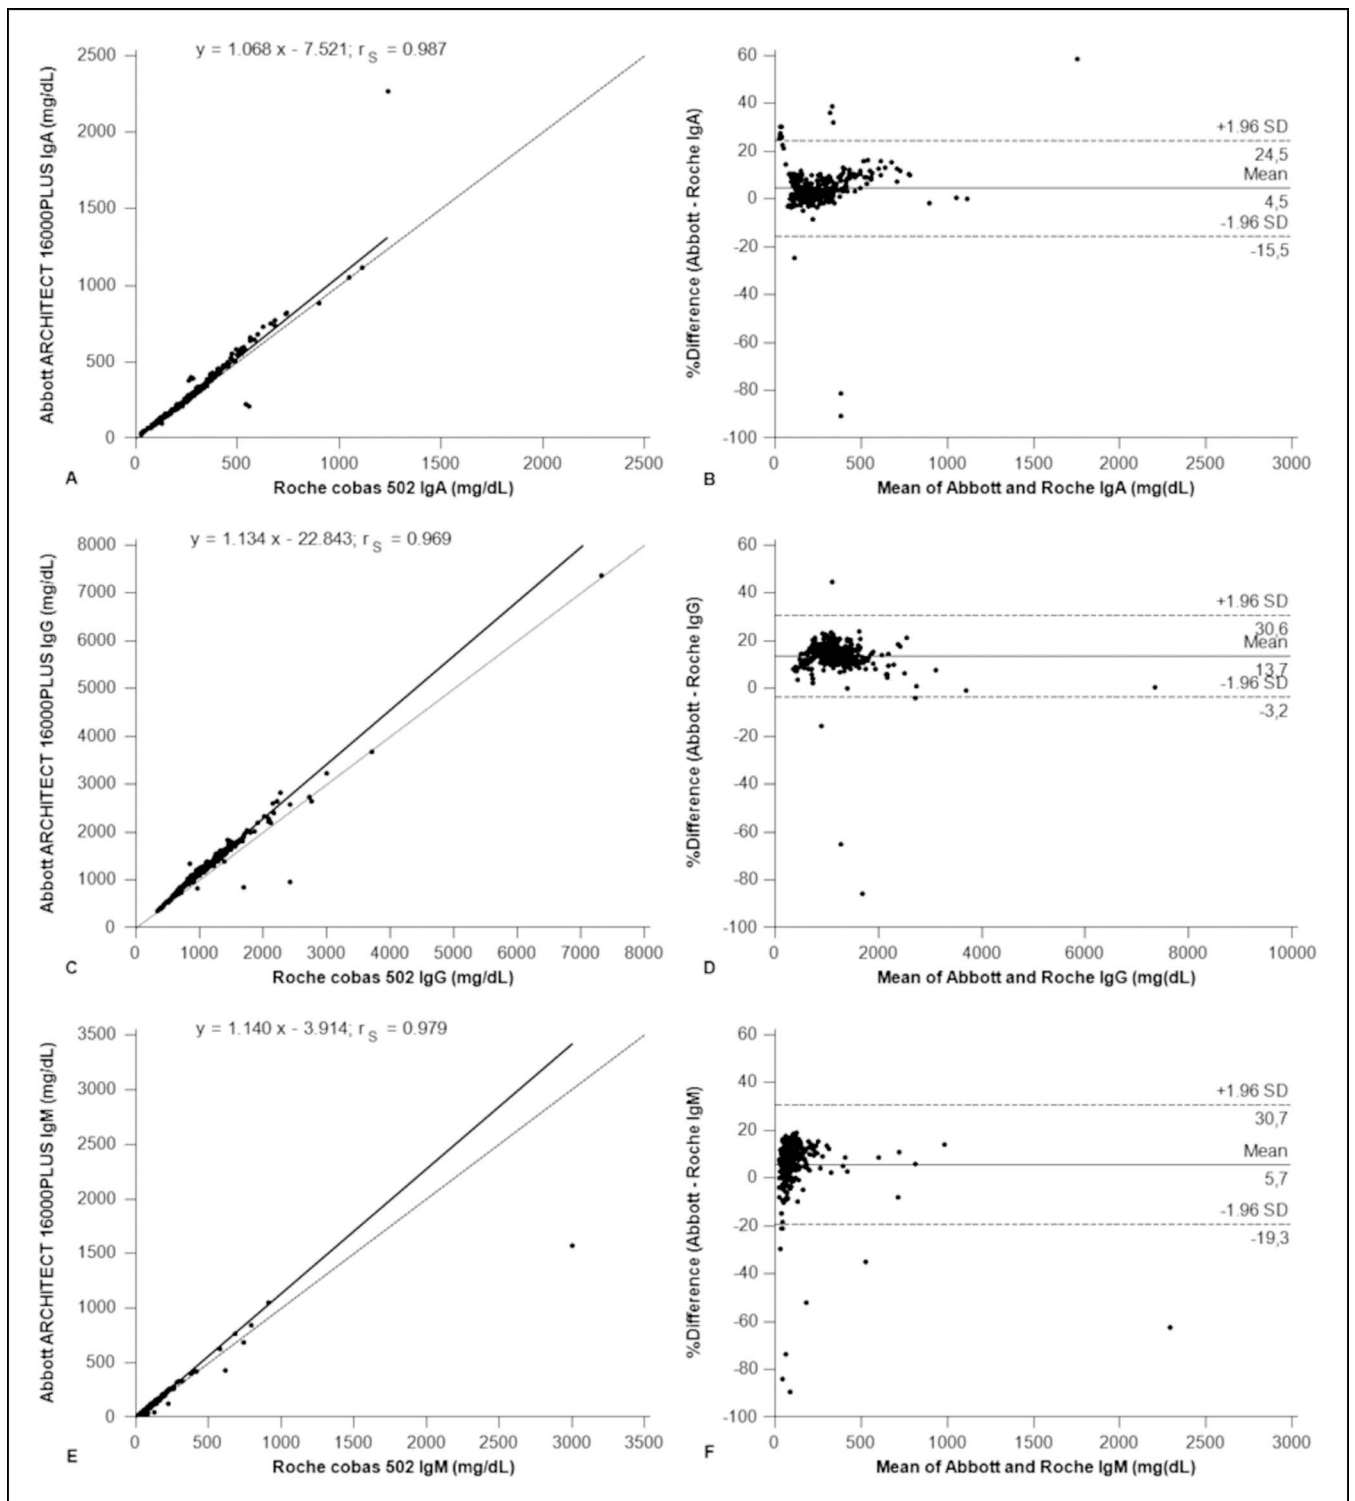 y = 1.068 x - 7.521; r S = 0.987
2500
2000
1500
1000
500
0
Abbott ARCHITECT 16000PLUS IgA (mg/dL)
0 500 1000 1500 2000 2500
A
Roche cobas 502 IgA (mg/dL)
60
40
20
0
-20
-40
-60
-80
-100
%Difference (Abbott - Roche IgA)
+1.96 SD
24,5
Mean
4,5
-1.96 SD
-15,5
0 500 1000 1500 2000 2500 3000
B
Mean of Abbott and Roche IgA (mg(dL)
y = 1.134 x - 22.843; r S = 0.969
8000
7000
6000
5000
4000
3000
2000
1000
0
Abbott ARCHITECT 16000PLUS IgG (mg/dL)
0 1000 2000 3000 4000 5000 6000 7000 8000
C
Roche cobas 502 IgG (mg/dL)
60
40
20
0
-20
-40
-60
-80
-100
%Difference (Abbott - Roche IgG)
+1.96 SD
30,6
Mean
13,7
-1.96 SD
-3,2
0 2000 4000 6000 8000 10000
D
Mean of Abbott and Roche IgG (mg(dL)
y = 1.140 x - 3.914; r S = 0.979
3500
3000
2500
2000
1500
1000
500
0
Abbott ARCHITECT 16000PLUS IgM (mg/dL)
0 500 1000 1500 2000 2500 3000 3500
E
Roche cobas 502 IgM (mg/dL)
60
40
20
0
-20
-40
-60
-80
-100
%Difference (Abbott - Roche IgM)
+1.96 SD
30,7
Mean
5,7
-1.96 SD
-19,3
0 500 1000 1500 2000 2500 3000
F
Mean of Abbott and Roche IgM (mg(dL)